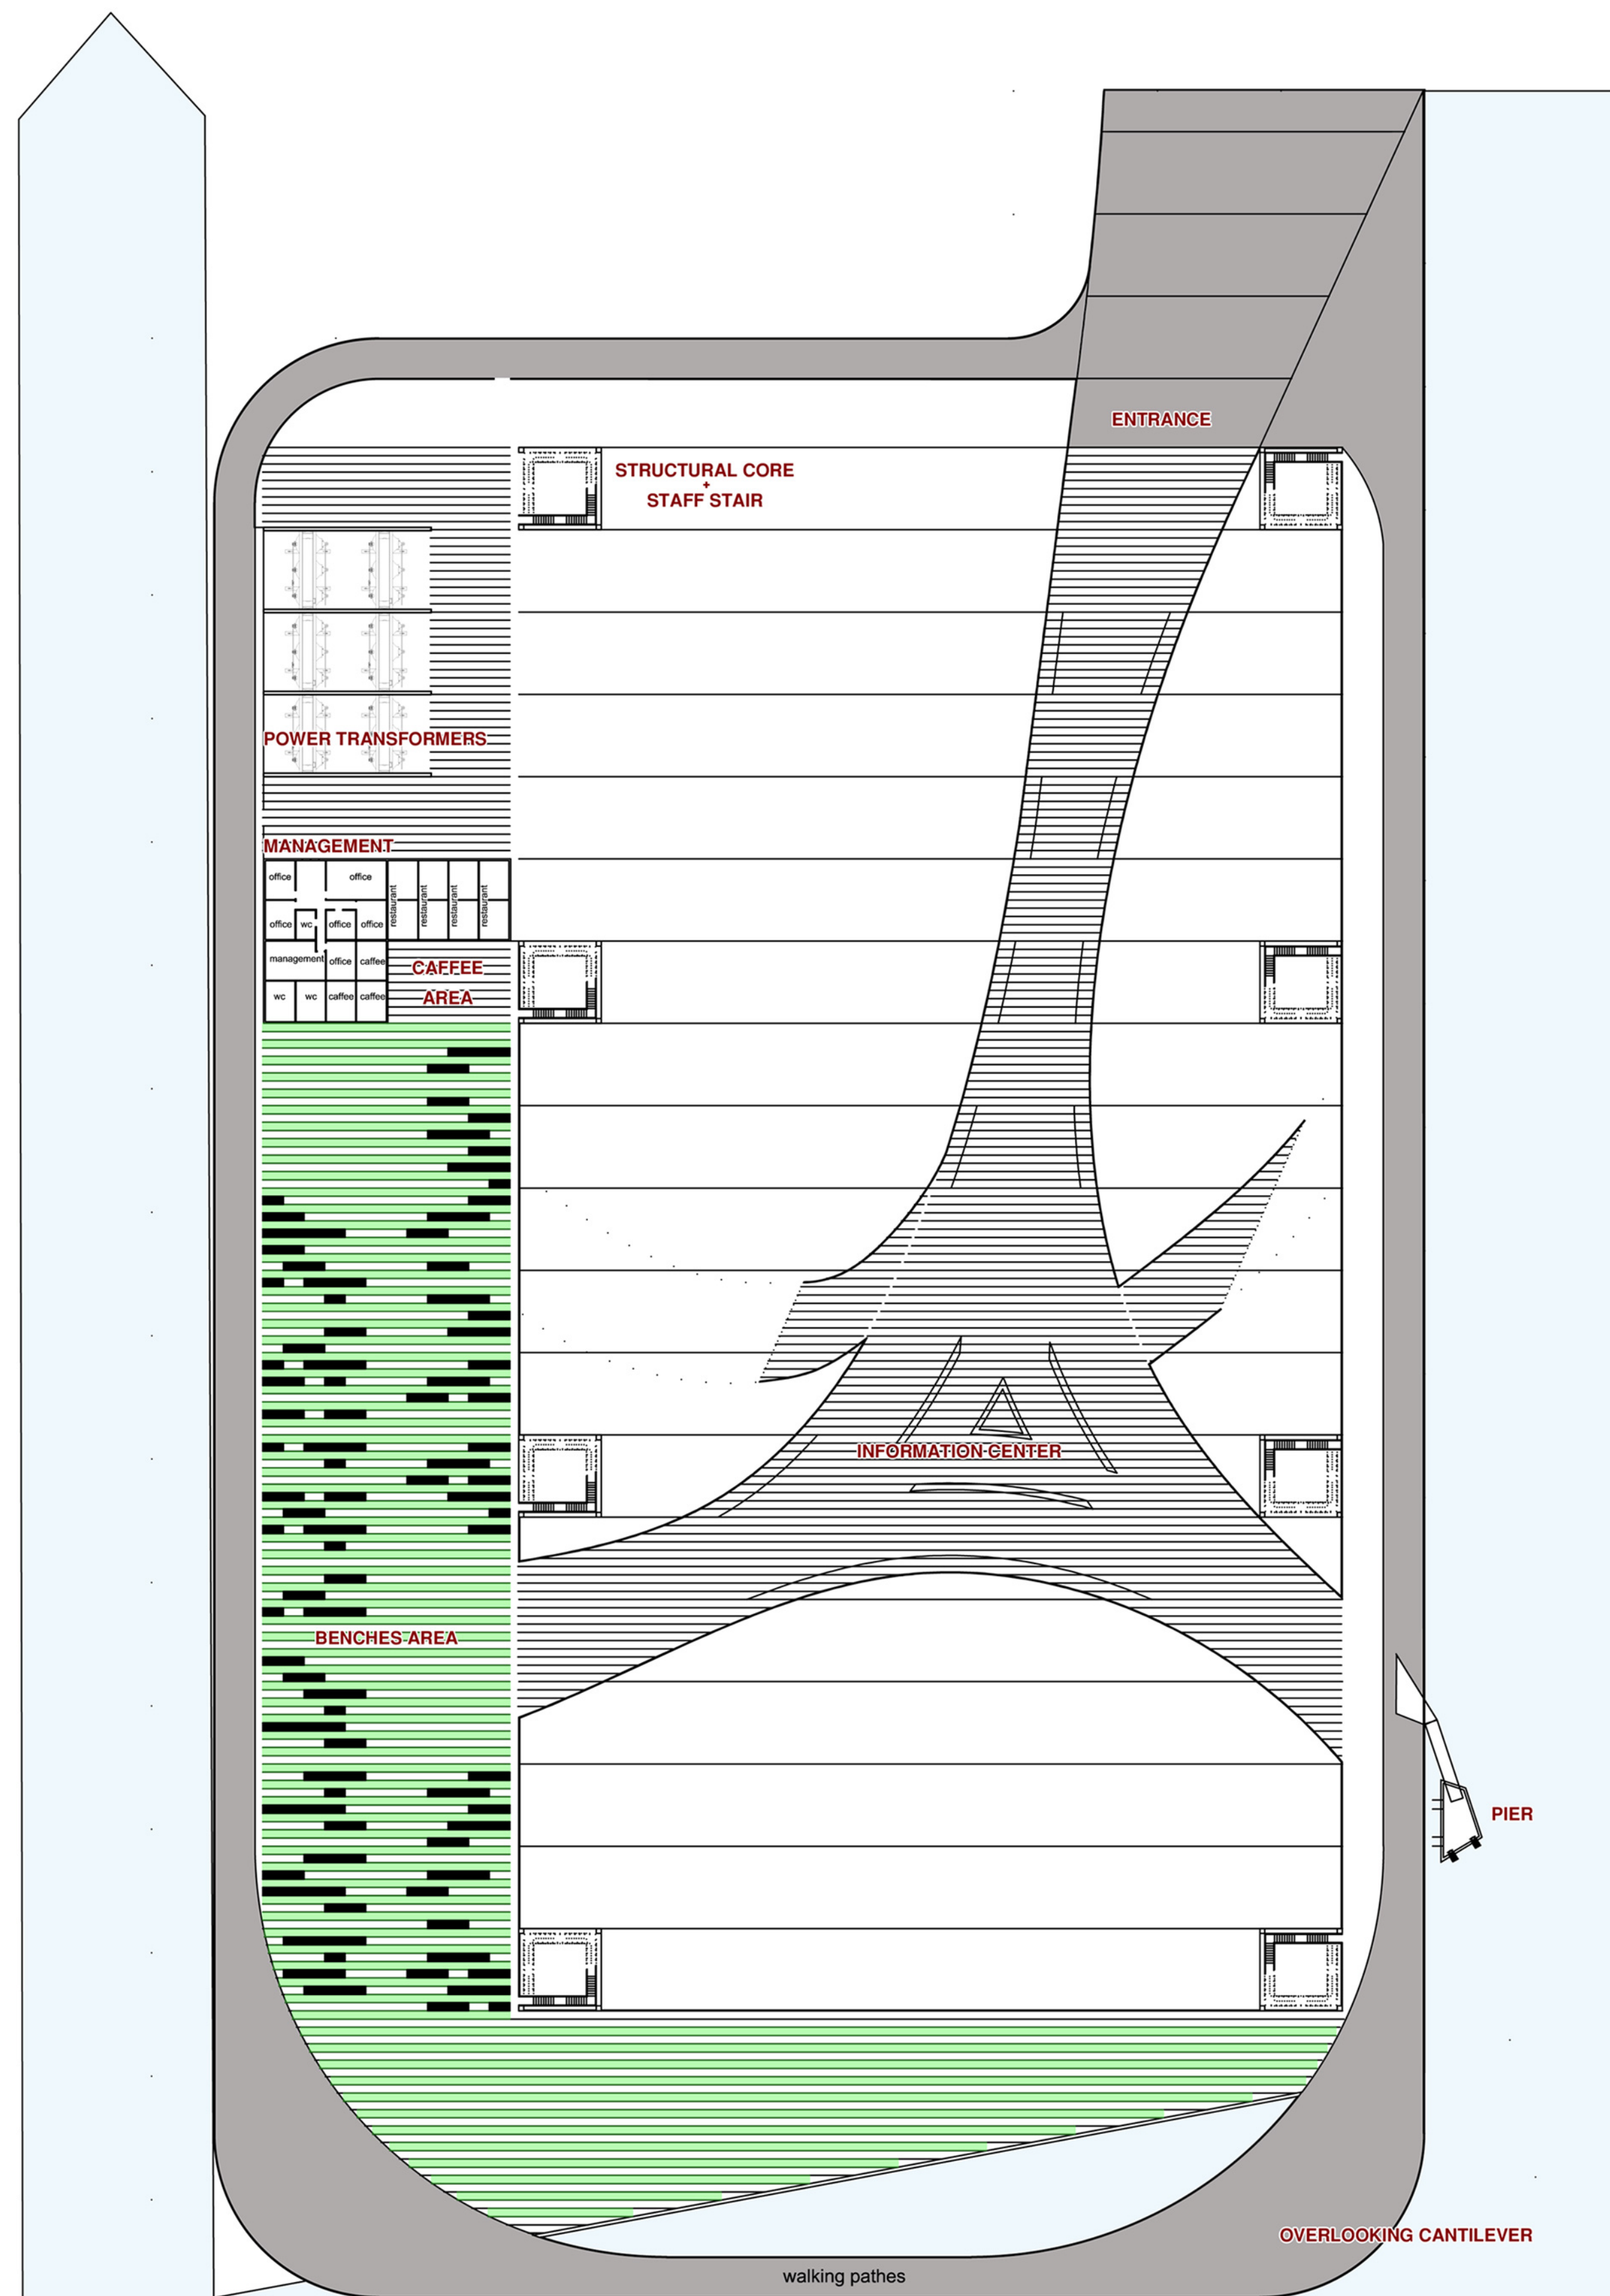 ENTRANCE
STRUCTURAL CORE
+
STAFF STAIR
POWER TRANSFORMERS
MANAGEMENT
office
office
restaurant
restaurant
restaurant
restaurant
office
wc
office
office
management
office
caffee
CAFFEE
AREA
wc
wc
caffee
caffee
INFORMATION CENTER
BENCHES AREA
PIER
OVERLOOKING CANTILEVER
walking pathes